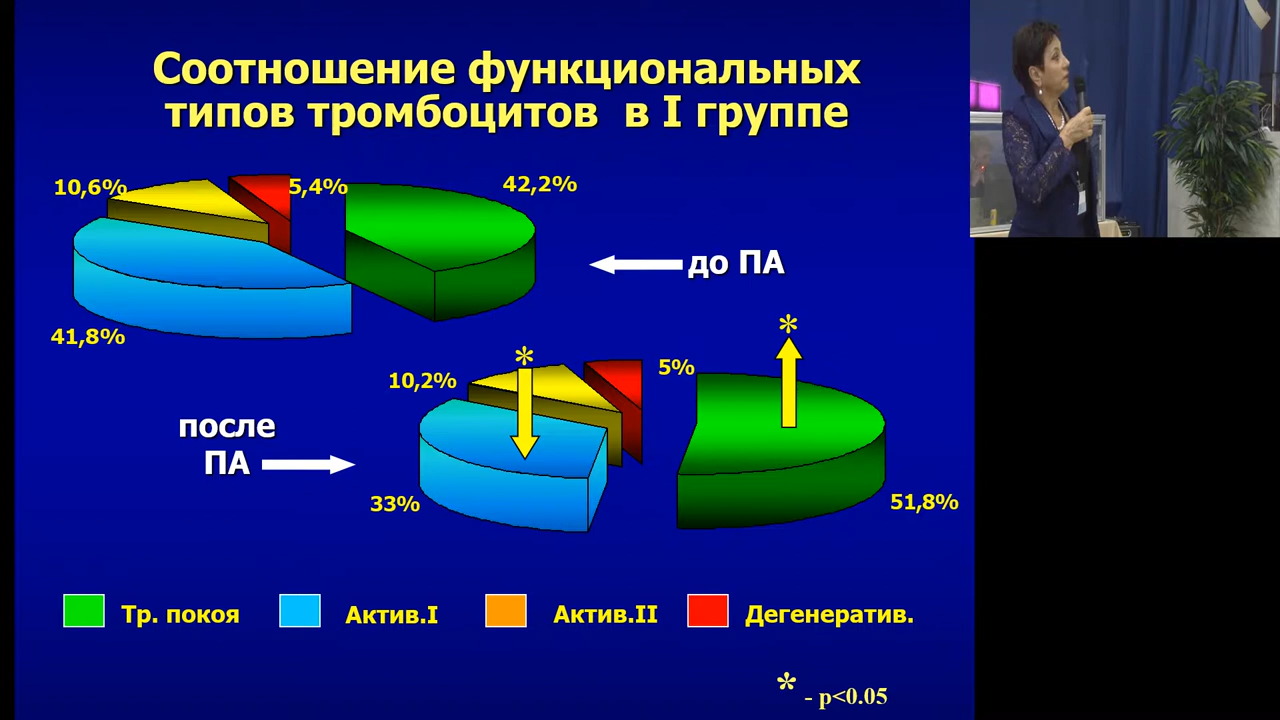 Соотношение функциональных
типов тромбоцитов в I группе
10,6%
5,4%
42,2%
до ПА
41,8%
*
*
10,2%
5%
после
ПА
33%
51,8%
Тр. покоя
Актив.I
Актив.II
Дегенератив.
* - p<0.05